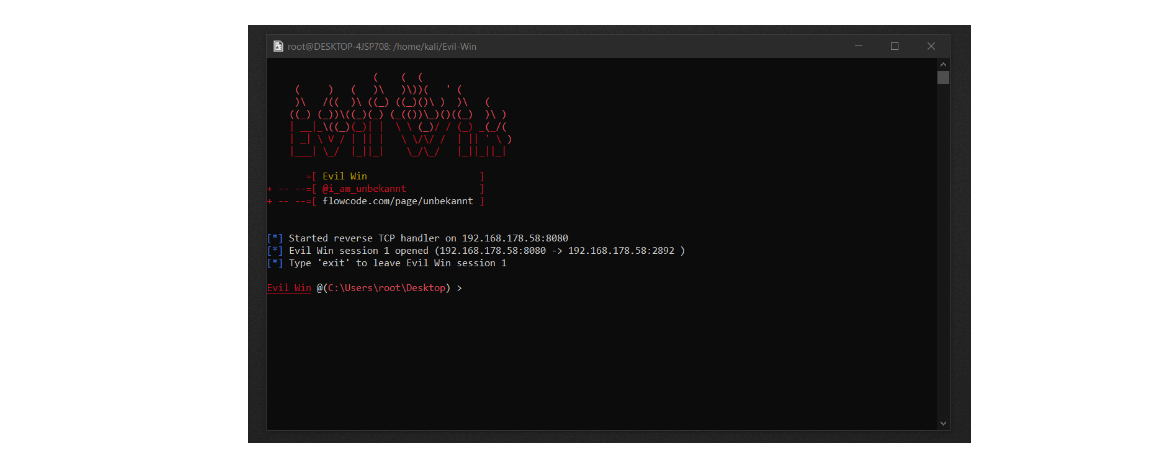 root@DESKTOP-4JSP708: /home/kali/Evil-Win
Evil Win
=[ Evil Win ]
+ -- --=[ @i_am_unbekannt ]
+ -- --=[ flowcode.com/page/unbekannt ]
[*] Started reverse TCP handler on 192.168.178.58:8080
[*] Evil Win session 1 opened (192.168.178.58:8080 -> 192.168.178.58:2892 )
[*] Type 'exit' to leave Evil Win session 1
Evil Win @(C:\Users\root\Desktop) >